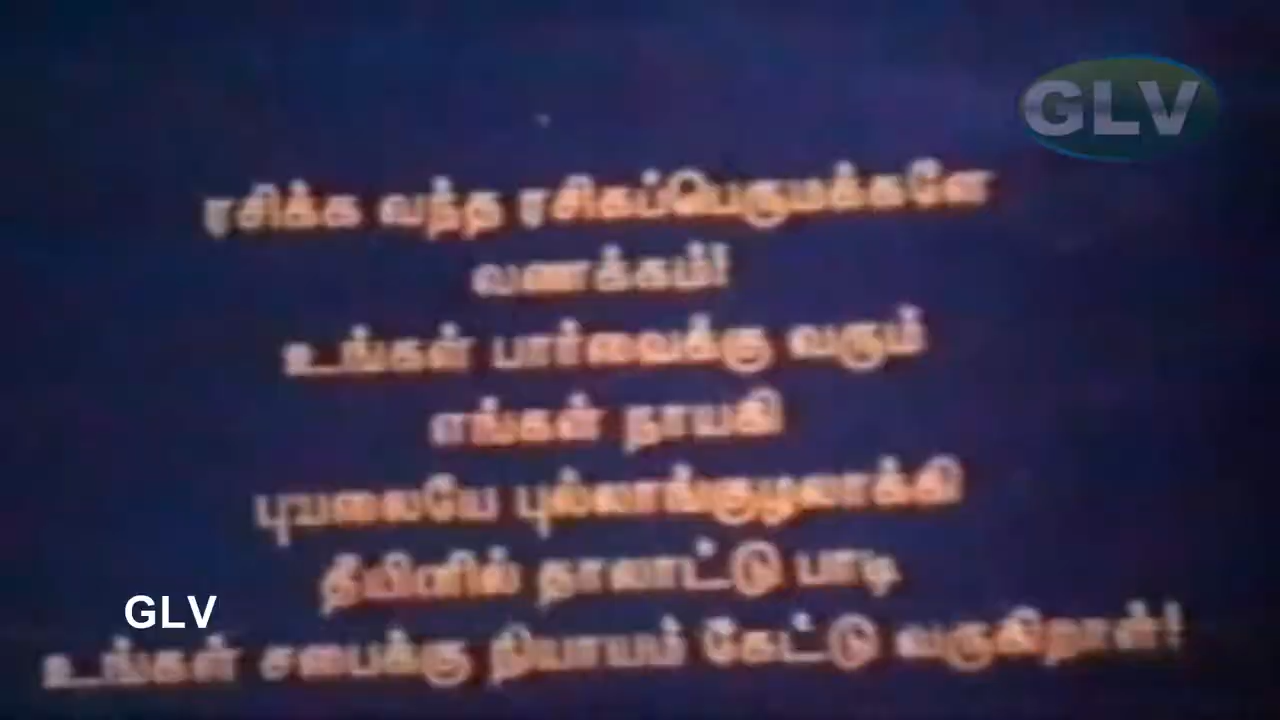 GLV
ரசிக்க வந்த ரசிகப்பெருமக்களே
வணக்கம்!
உங்கள் பார்வைக்கு வரும்
எங்கள் நாயகி
புயலையே புல்லாங்குழலாக்கி
தீயினில் தாலாட்டு பாடி
GLV
உங்கள் சபைக்கு நியாயம் கேட்டு வருகிறாள்!